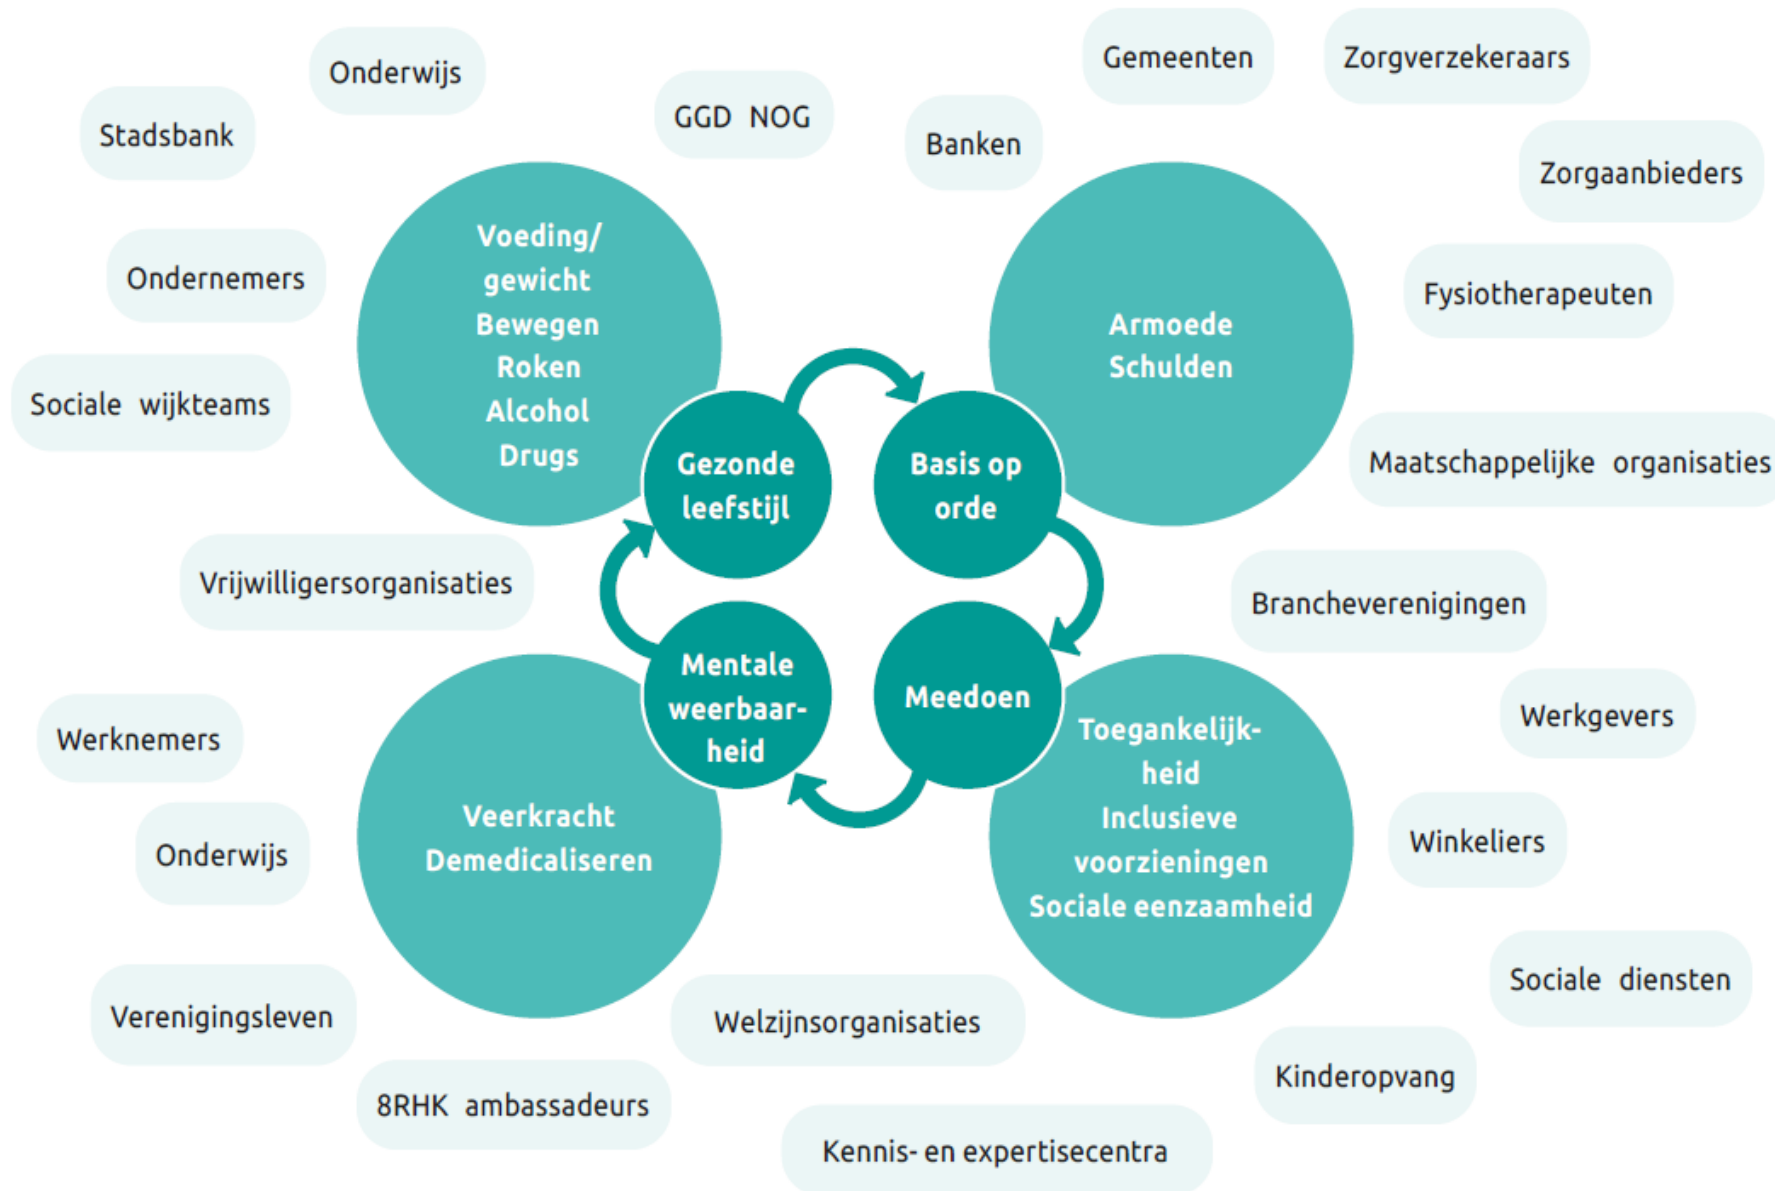 Onderwijs
Gemeenten
Zorgverzekeraars
Stadsbank
GGD NOG
Banken
Zorgaanbieders
Voeding/
gewicht
Bewegen
Roken
Alcohol
Drugs
Armoede
Schulden
Ondernemers
Fysiotherapeuten
Sociale wijkteams
Gezonde
leefstijl
Basis op
orde
Maatschappelijke organisaties
Vrijwilligersorganisaties
Brancheverenigingen
Mentale
weerbaar-
heid
Meedoen
Werknemers
Werkgevers
Veerkracht
Demedicaliseren
Toegankelijk-
heid
Inclusieve
voorzieningen
Sociale eenzaamheid
Onderwijs
Winkeliers
Verenigingsleven
Welzijnsorganisaties
Sociale diensten
8RHK ambassadeurs
Kinderopvang
Kennis- en expertisecentra